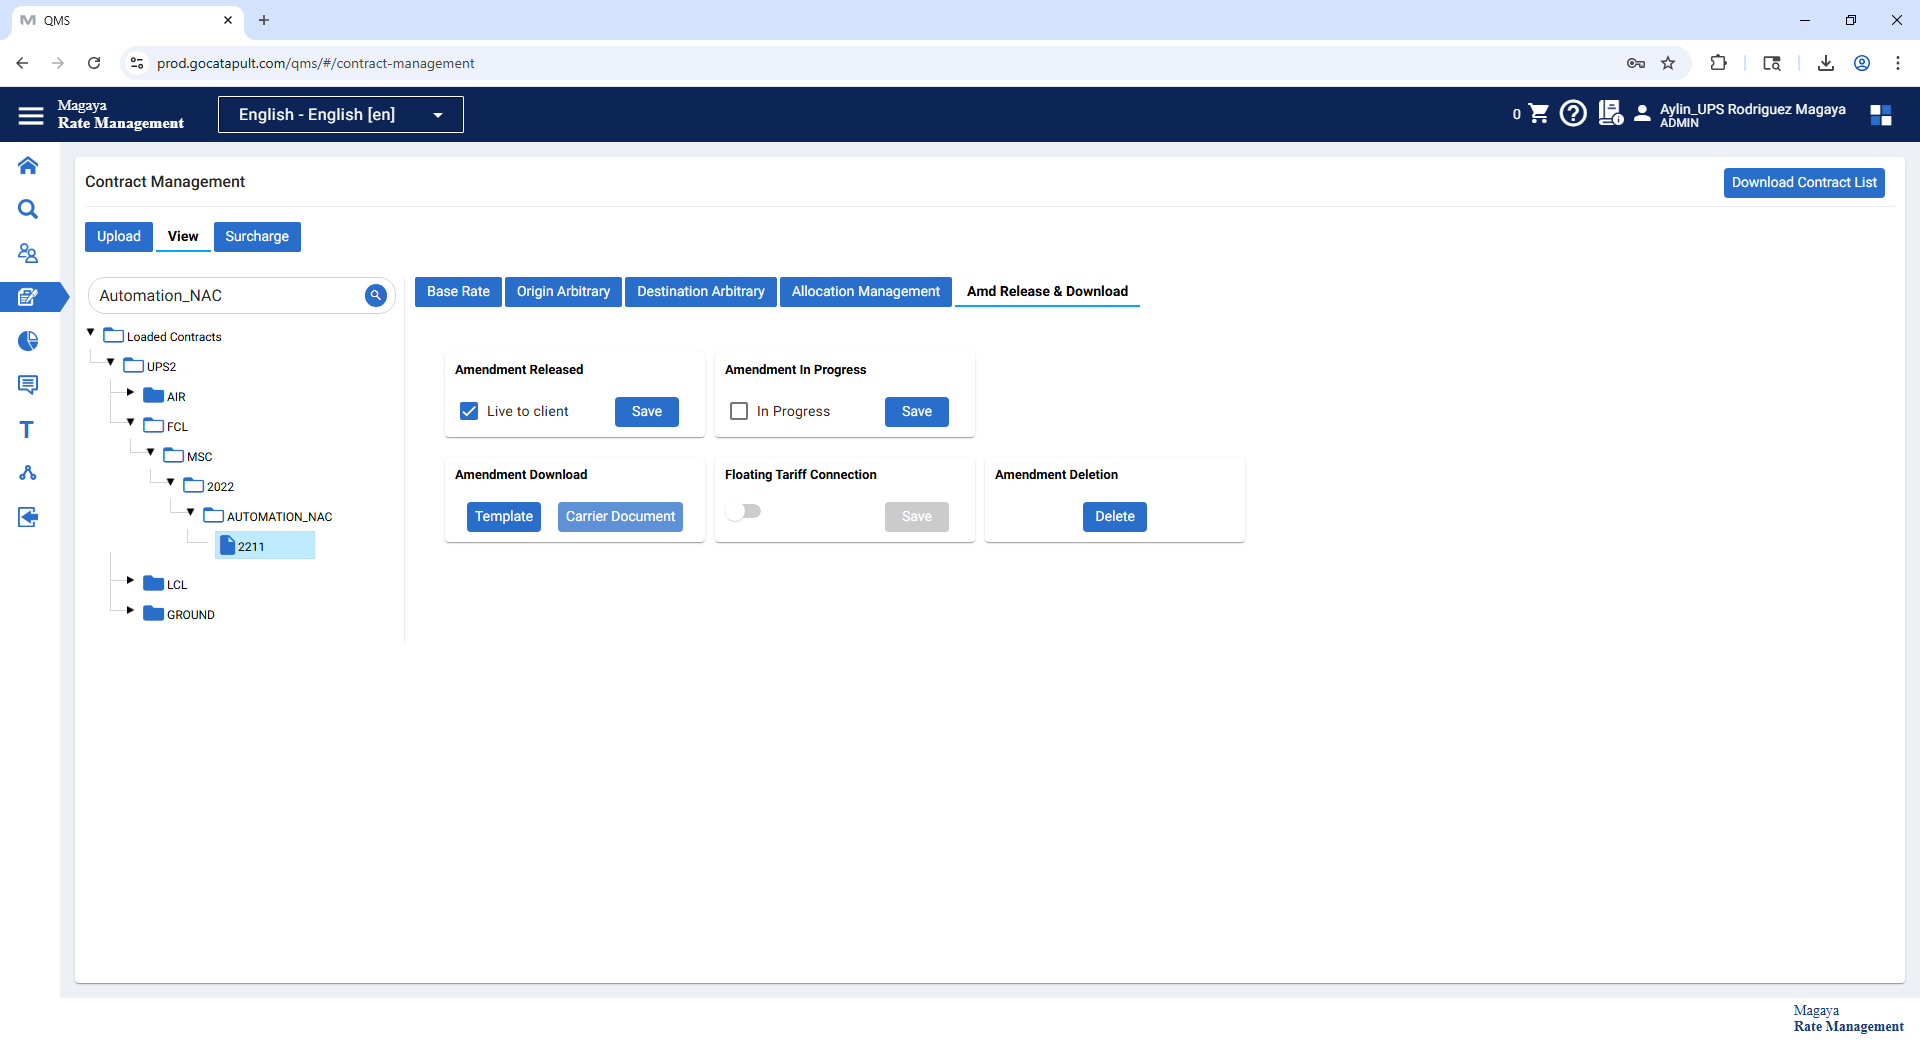 QMS
prod.gocatapult.com/qms/#/contract-management
Magaya
Rate Management
English - English [en]
0
Aylin_UPS Rodriguez Magaya
ADMIN
Contract Management
Download Contract List
Upload
View
Surcharge
Automation_NAC
Base Rate
Origin Arbitrary
Destination Arbitrary
Allocation Management
Amd Release & Download
Loaded Contracts
UPS2
AIR
FCL
MSC
2022
AUTOMATION_NAC
2211
LCL
GROUND
Amendment Released
Live to client
Save
Amendment In Progress
In Progress
Save
Amendment Download
Template
Carrier Document
Floating Tariff Connection
Save
Amendment Deletion
Delete
Magaya
Rate Management